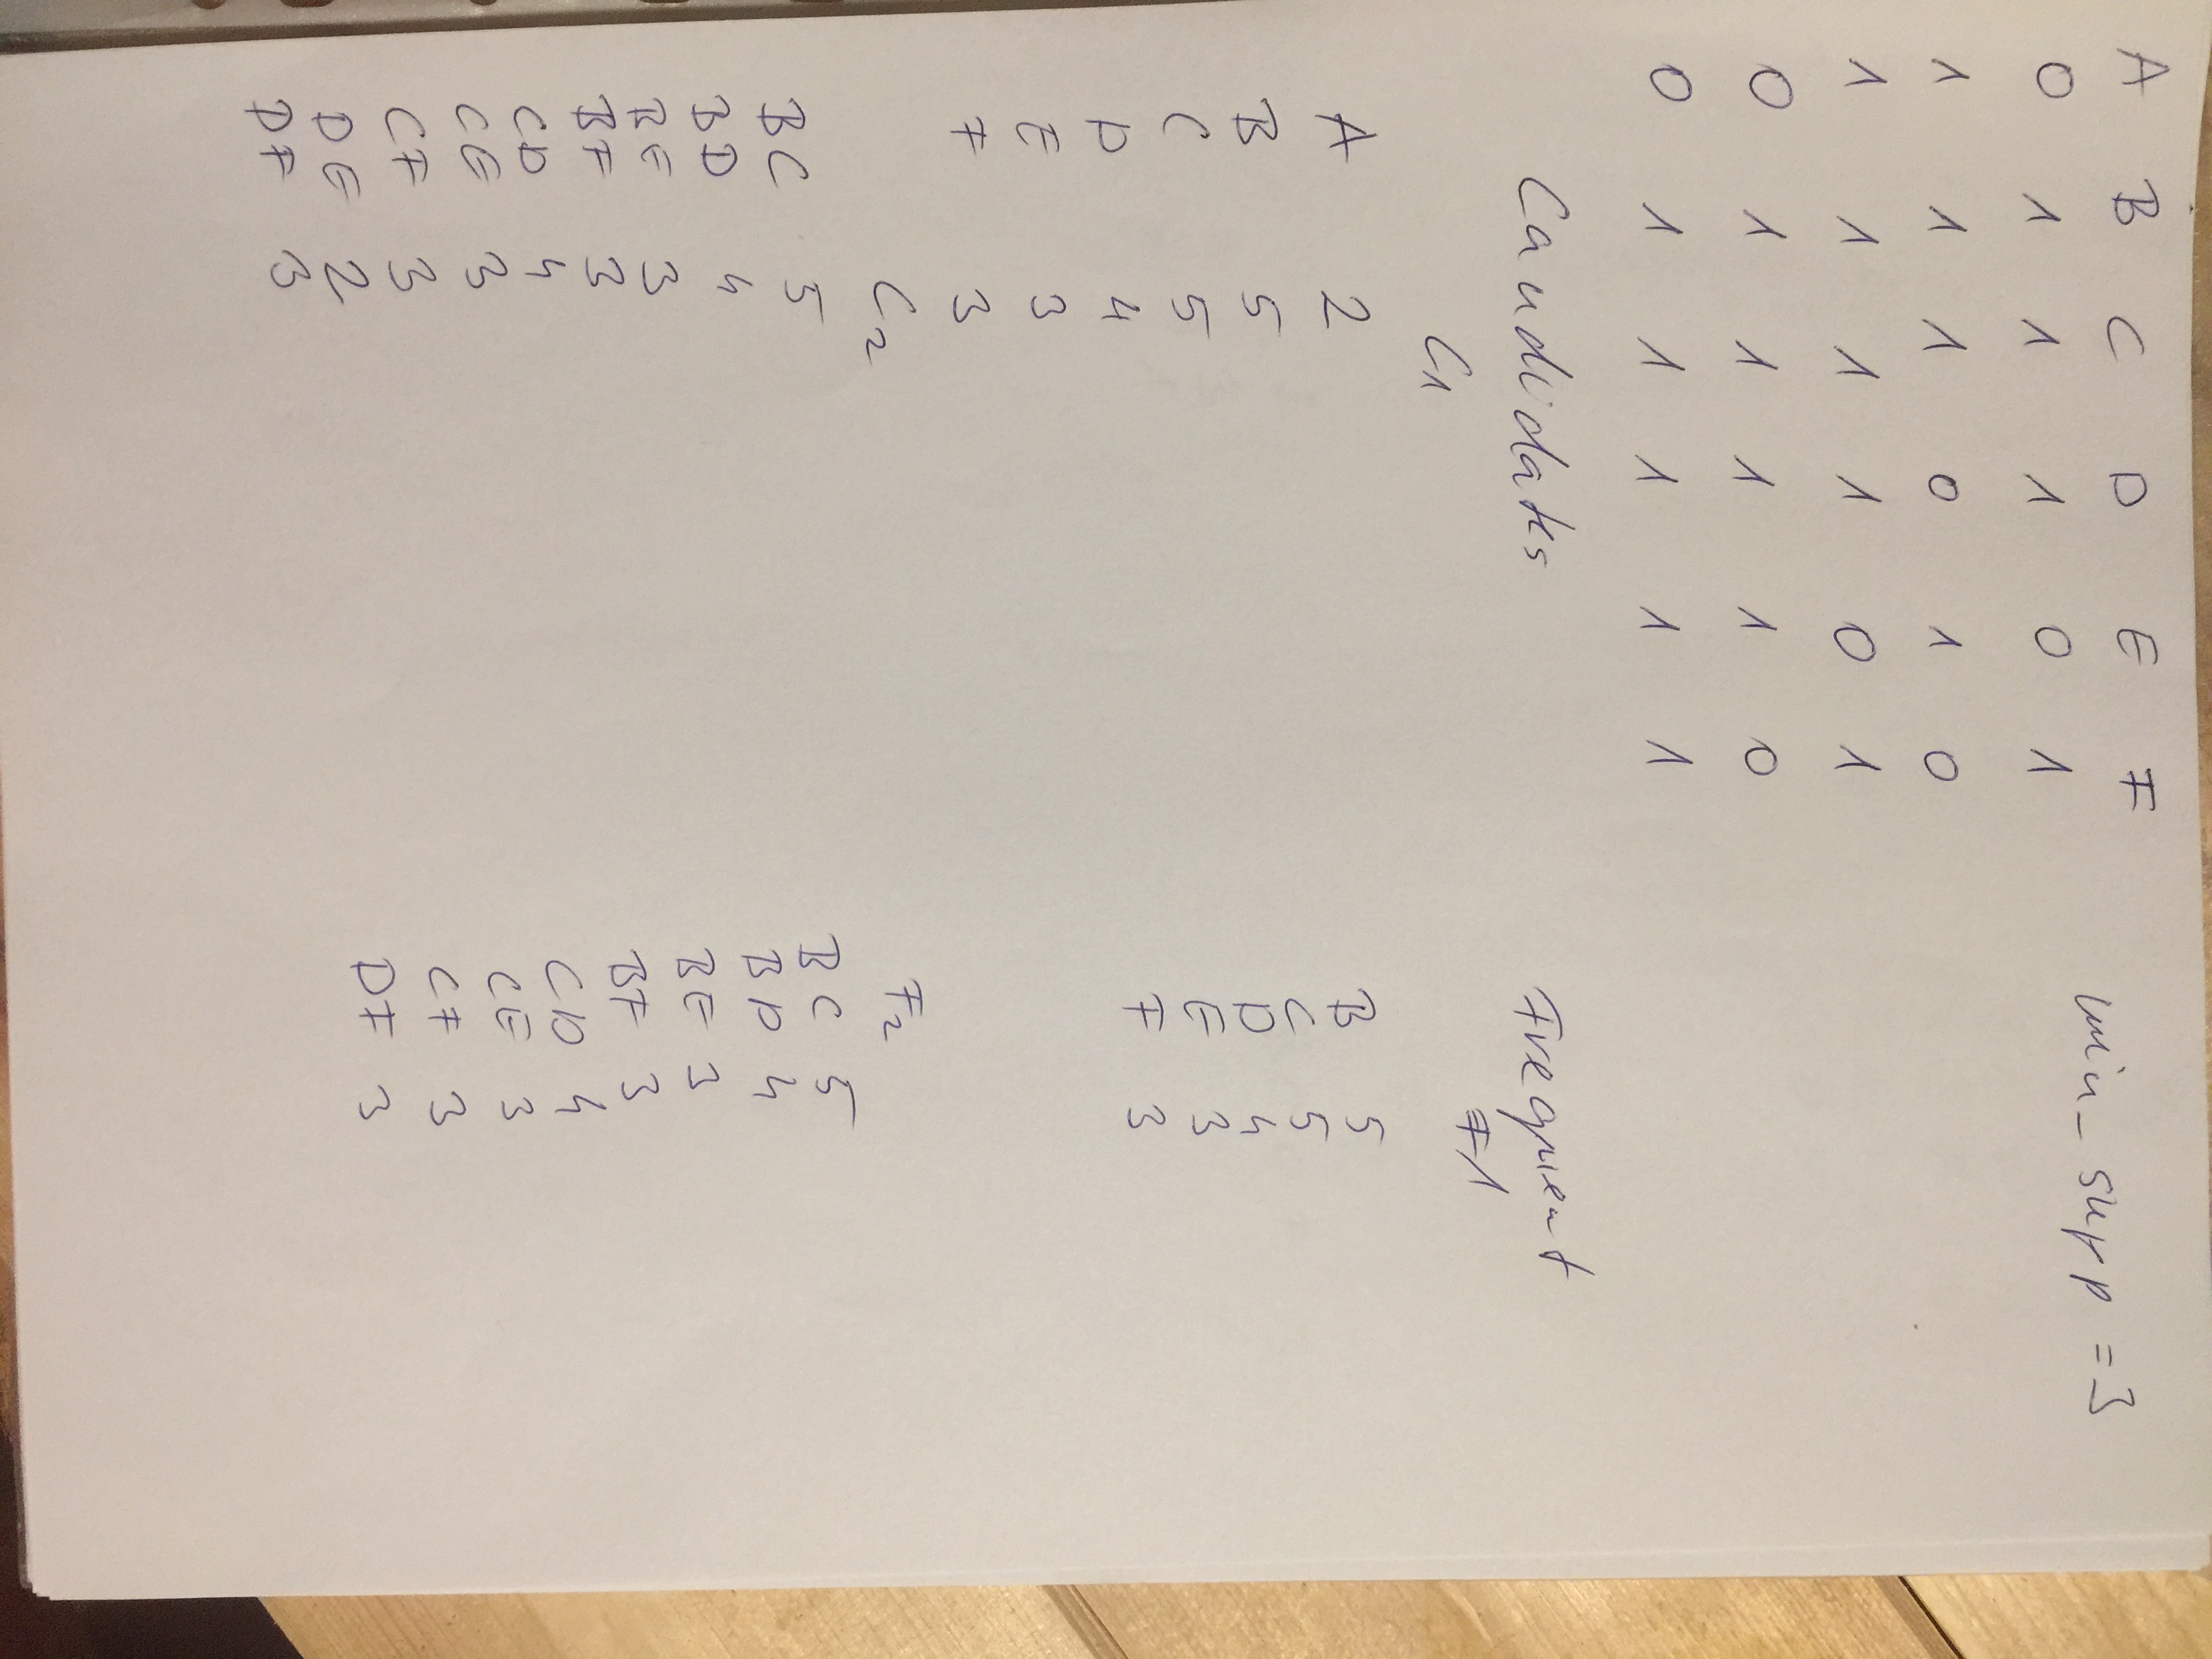 A B C D E F min_supp = 3
0 1 1 1 0 1
1 1 1 0 1 0
1 1 1 1 0 1
0 1 1 1 1 0
0 1 1 1 1 1
Candidates Frequent
C1 F1
A 2
B 5
C 5
D 4
E 3
F 3
B 5
C 5
D 4
E 3
F 3
C2 F2
BC 5
BD 4
BE 3
BF 3
CD 4
CE 3
CF 3
DE 2
DF 3
BC 5
BD 4
BE 3
BF 3
CD 4
CE 3
CF 3
DF 3